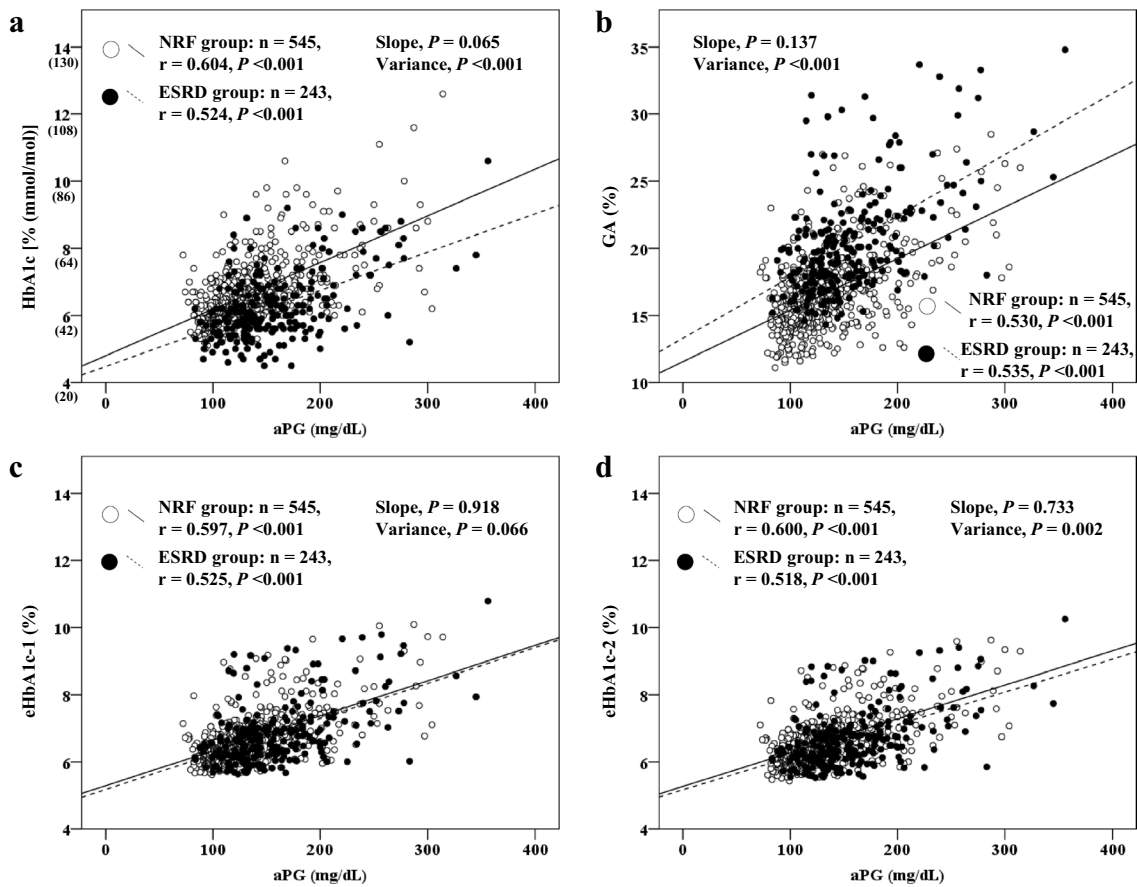 a
14
(130)
12
(108)
10
(86)
8
(64)
6
(42)
4
(20)
HbA1c [% (mmol/mol)]
NRF group: n = 545,
r = 0.604, P <0.001
ESRD group: n = 243,
r = 0.524, P <0.001
Slope, P = 0.065
Variance, P <0.001
0 100 200 300 400
aPG (mg/dL)
b
35
30
25
20
15
10
GA (%)
Slope, P = 0.137
Variance, P <0.001
NRF group: n = 545,
r = 0.530, P <0.001
ESRD group: n = 243,
r = 0.535, P <0.001
0 100 200 300 400
aPG (mg/dL)
c
14
12
10
8
6
4
eHbA1c-1 (%)
NRF group: n = 545,
r = 0.597, P <0.001
ESRD group: n = 243,
r = 0.525, P <0.001
Slope, P = 0.918
Variance, P = 0.066
0 100 200 300 400
aPG (mg/dL)
d
14
12
10
8
6
4
eHbA1c-2 (%)
NRF group: n = 545,
r = 0.600, P <0.001
ESRD group: n = 243,
r = 0.518, P <0.001
Slope, P = 0.733
Variance, P = 0.002
0 100 200 300 400
aPG (mg/dL)